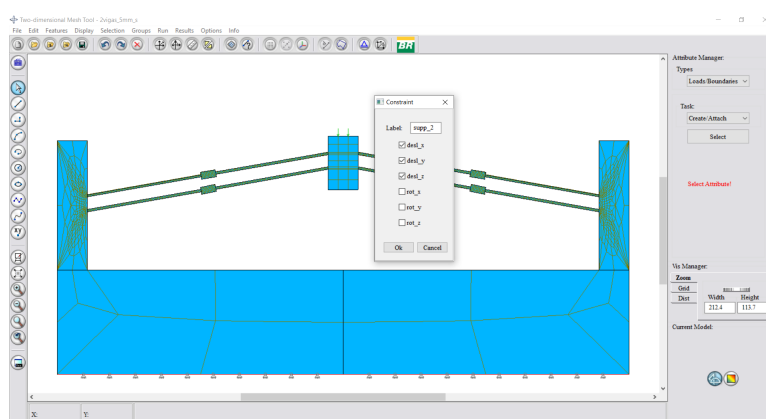 Two-dimensional Mesh Tool - 2vigas_5mm_s
File Edit Features Display Selection Groups Run Results Options Info
BR
xy
Attribute Manager:
Types
Loads/Boundaries
Task:
Create/Attach
Select
Select Attribute!
Constraint
Label: supp_2
desl_x
desl_y
desl_z
rot_x
rot_y
rot_z
Ok Cancel
Vis Manager:
Zoom
Grid
Dist
Width Height
212.4 113.7
Current Model:
X: Y: